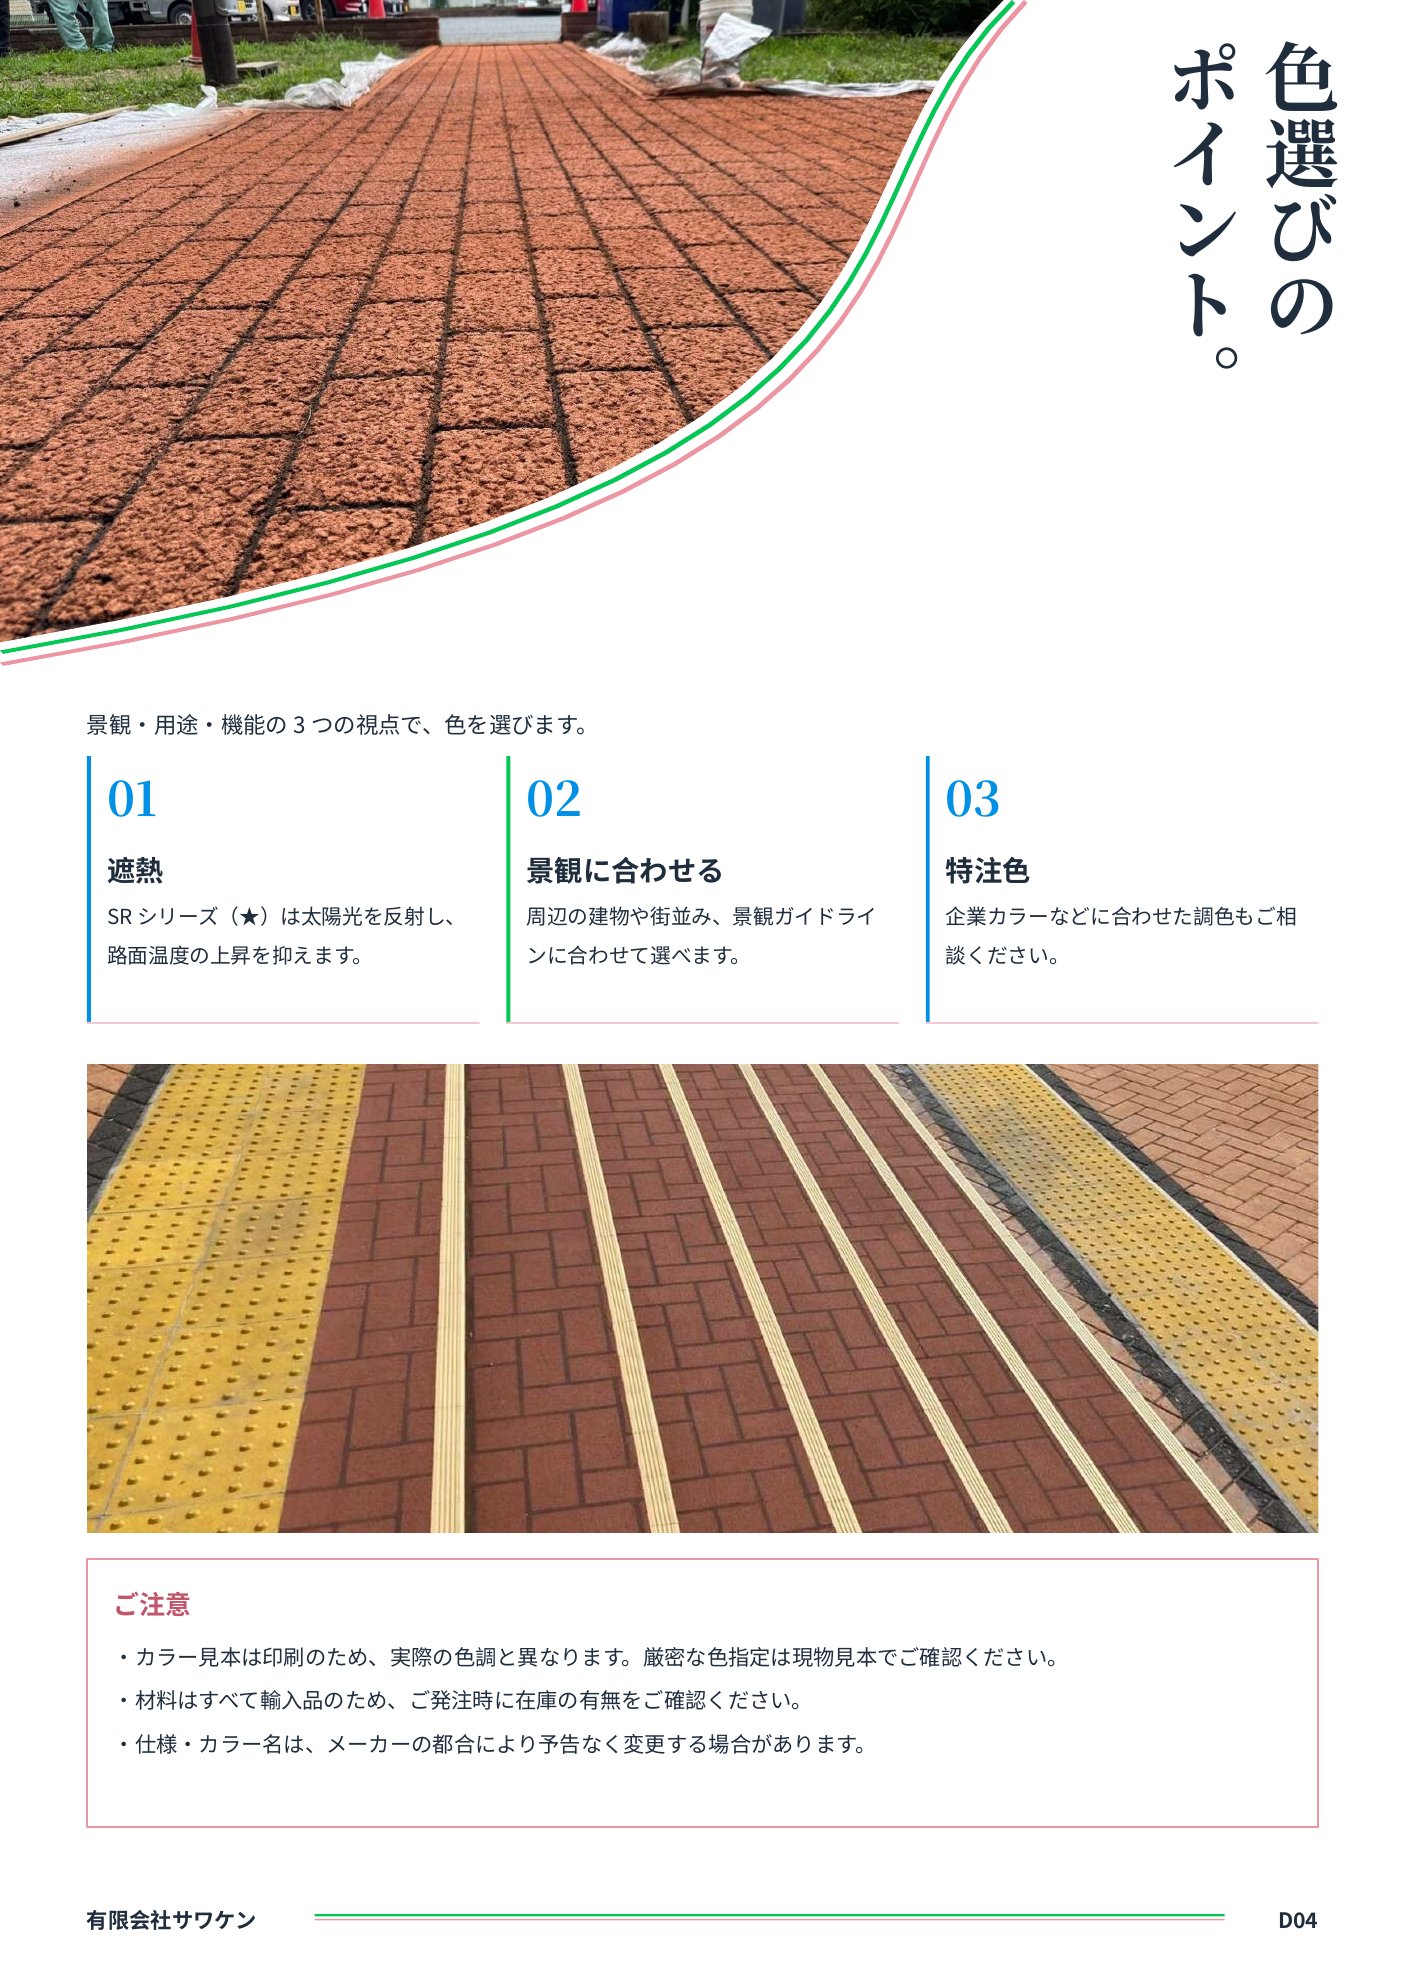 色選びの
ポイント。
景観・用途・機能の 3 つの視点で、色を選びます。
01
遮熱
SR シリーズ（★）は太陽光を反射し、
路面温度の上昇を抑えます。
02
景観に合わせる
周辺の建物や街並み、景観ガイドライ
ンに合わせて選べます。
03
特注色
企業カラーなどに合わせた調色もご相
談ください。
ご注意
・カラー見本は印刷のため、実際の色調と異なります。厳密な色指定は現物見本でご確認ください。
・材料はすべて輸入品のため、ご発注時に在庫の有無をご確認ください。
・仕様・カラー名は、メーカーの都合により予告なく変更する場合があります。
有限会社サワケン
D04